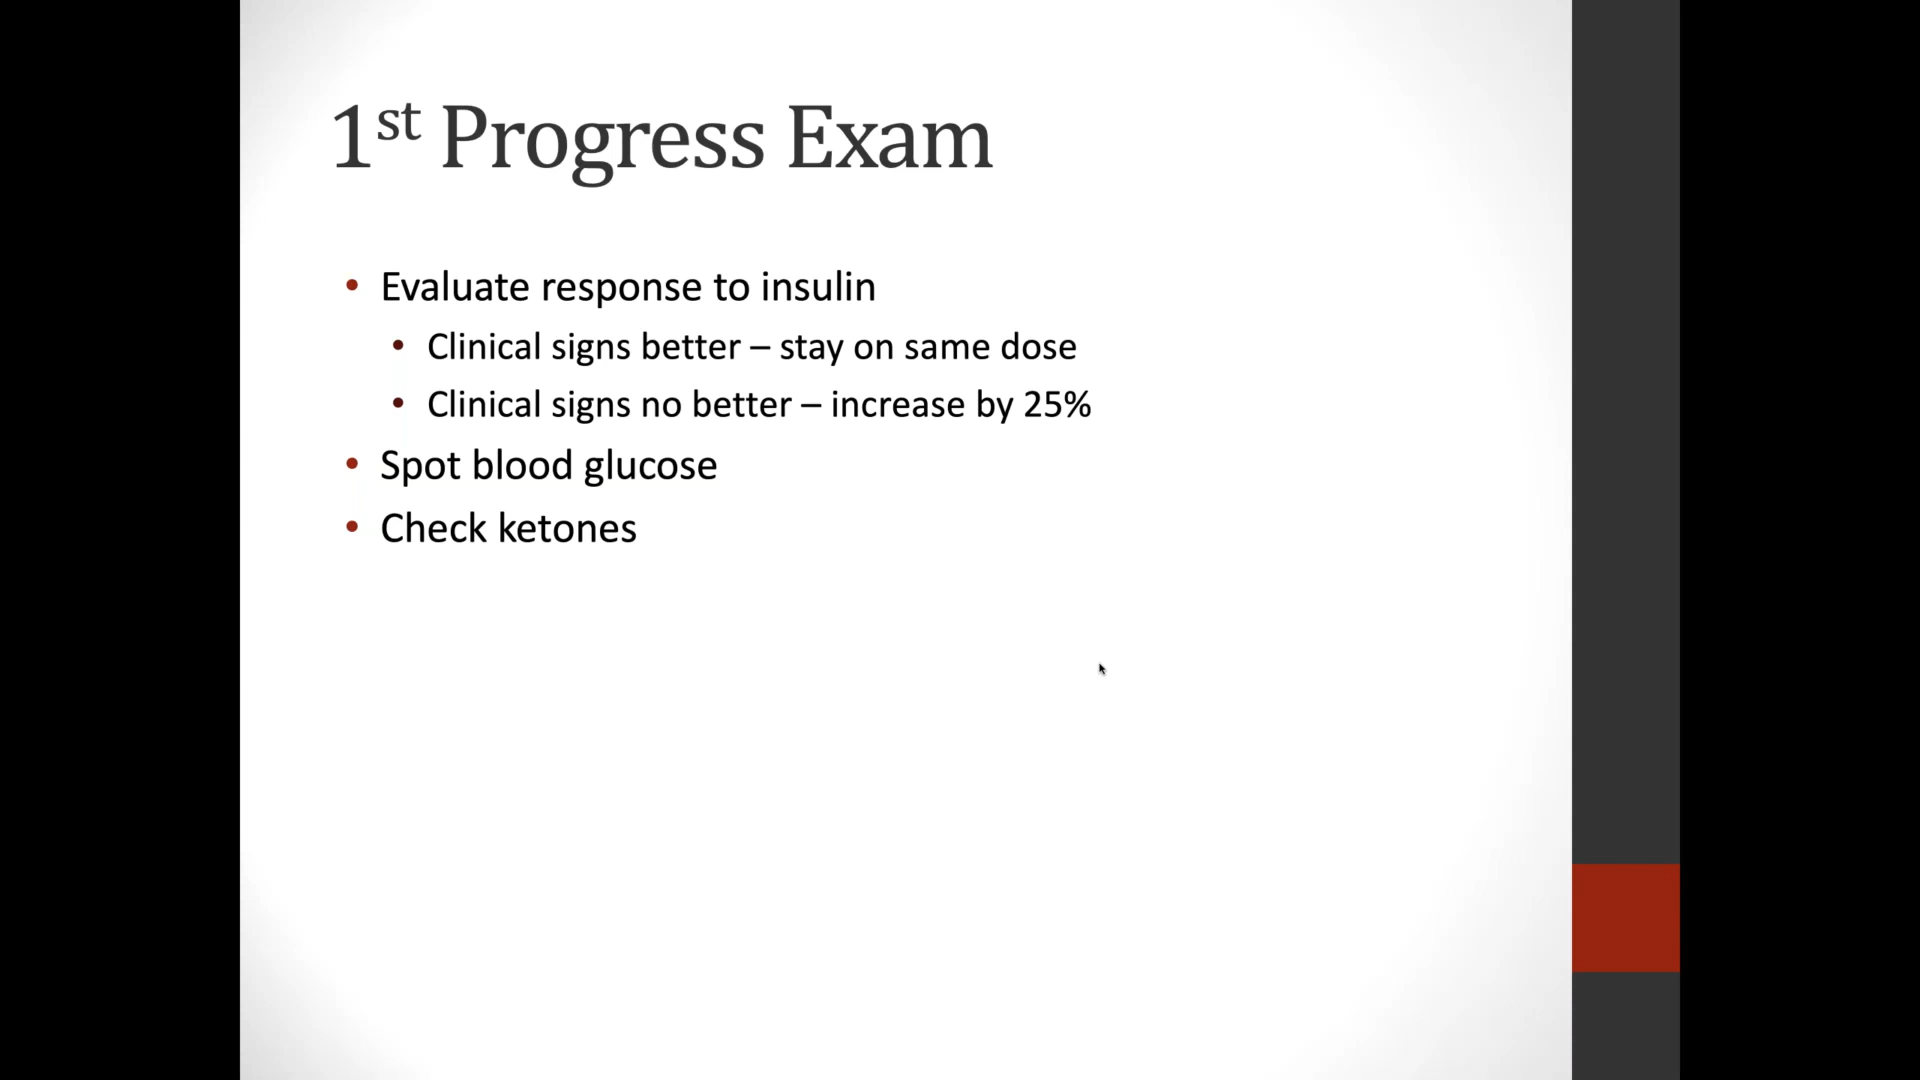 1st Progress Exam
• Evaluate response to insulin
• Clinical signs better – stay on same dose
• Clinical signs no better – increase by 25%
• Spot blood glucose
• Check ketones